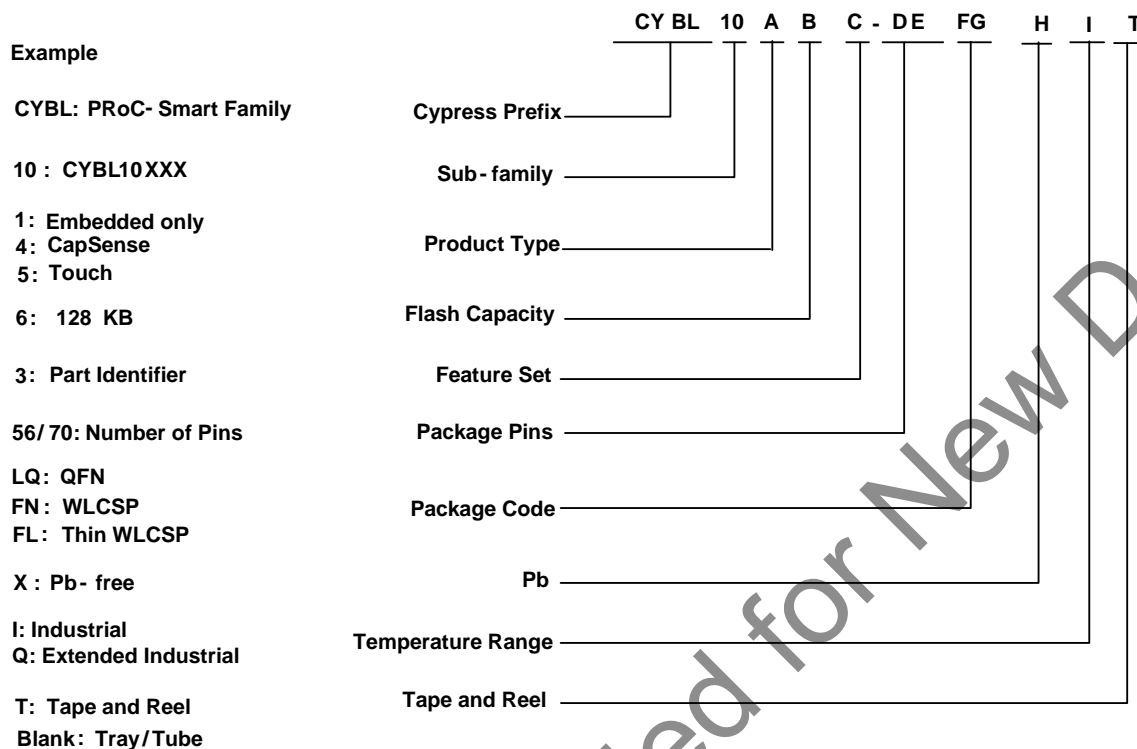 CY BL 10 A B C - DE FG H I T
Example
CYBL: PRoC- Smart Family Cypress Prefix
10 : CYBL10XXX Sub- family
1: Embedded only
4: CapSense Product Type
5: Touch
6: 128 KB Flash Capacity
3: Part Identifier Feature Set
56/ 70: Number of Pins Package Pins
LQ: QFN
FN: WLCSP Package Code
FL: Thin WLCSP
X : Pb- free Pb
I: Industrial Temperature Range
Q: Extended Industrial
T: Tape and Reel Tape and Reel
Blank: Tray/Tube
for New